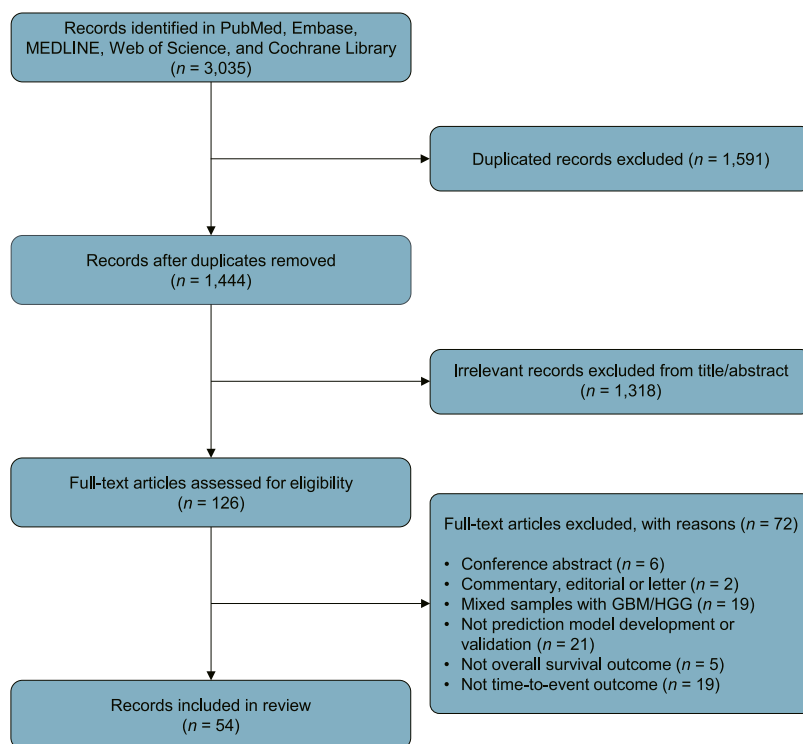 Records identified in PubMed, Embase,
MEDLINE, Web of Science, and Cochrane Library
(n = 3,035)
Duplicated records excluded (n = 1,591)
Records after duplicates removed
(n = 1,444)
Irrelevant records excluded from title/abstract
(n = 1,318)
Full-text articles assessed for eligibility
(n = 126)
Full-text articles excluded, with reasons (n = 72)
• Conference abstract (n = 6)
• Commentary, editorial or letter (n = 2)
• Mixed samples with GBM/HGG (n = 19)
• Not prediction model development or
validation (n = 21)
• Not overall survival outcome (n = 5)
• Not time-to-event outcome (n = 19)
Records included in review
(n = 54)